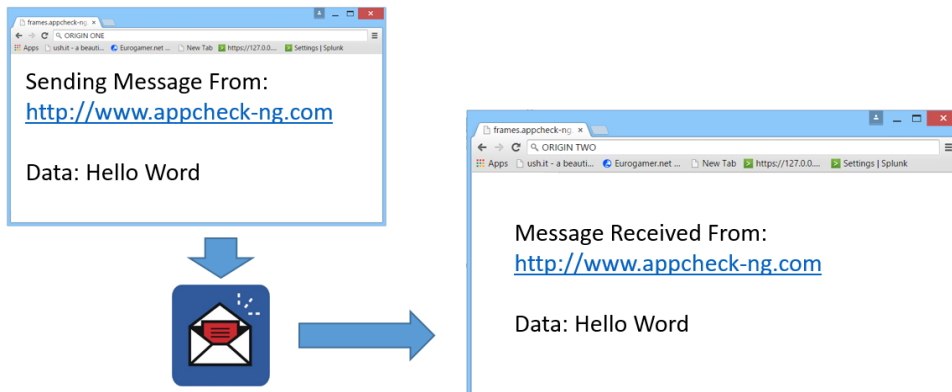 frames.appcheck-ng. ×
ORIGIN ONE
Apps ush.it - a beauti... Eurogamer.net ... New Tab https://127.0.0.... Settings | Splunk
Sending Message From:
http://www.appcheck-ng.com
Data: Hello Word
frames.appcheck-ng. ×
ORIGIN TWO
Apps ush.it - a beauti... Eurogamer.net ... New Tab https://127.0.0.... Settings | Splunk
Message Received From:
http://www.appcheck-ng.com
Data: Hello Word